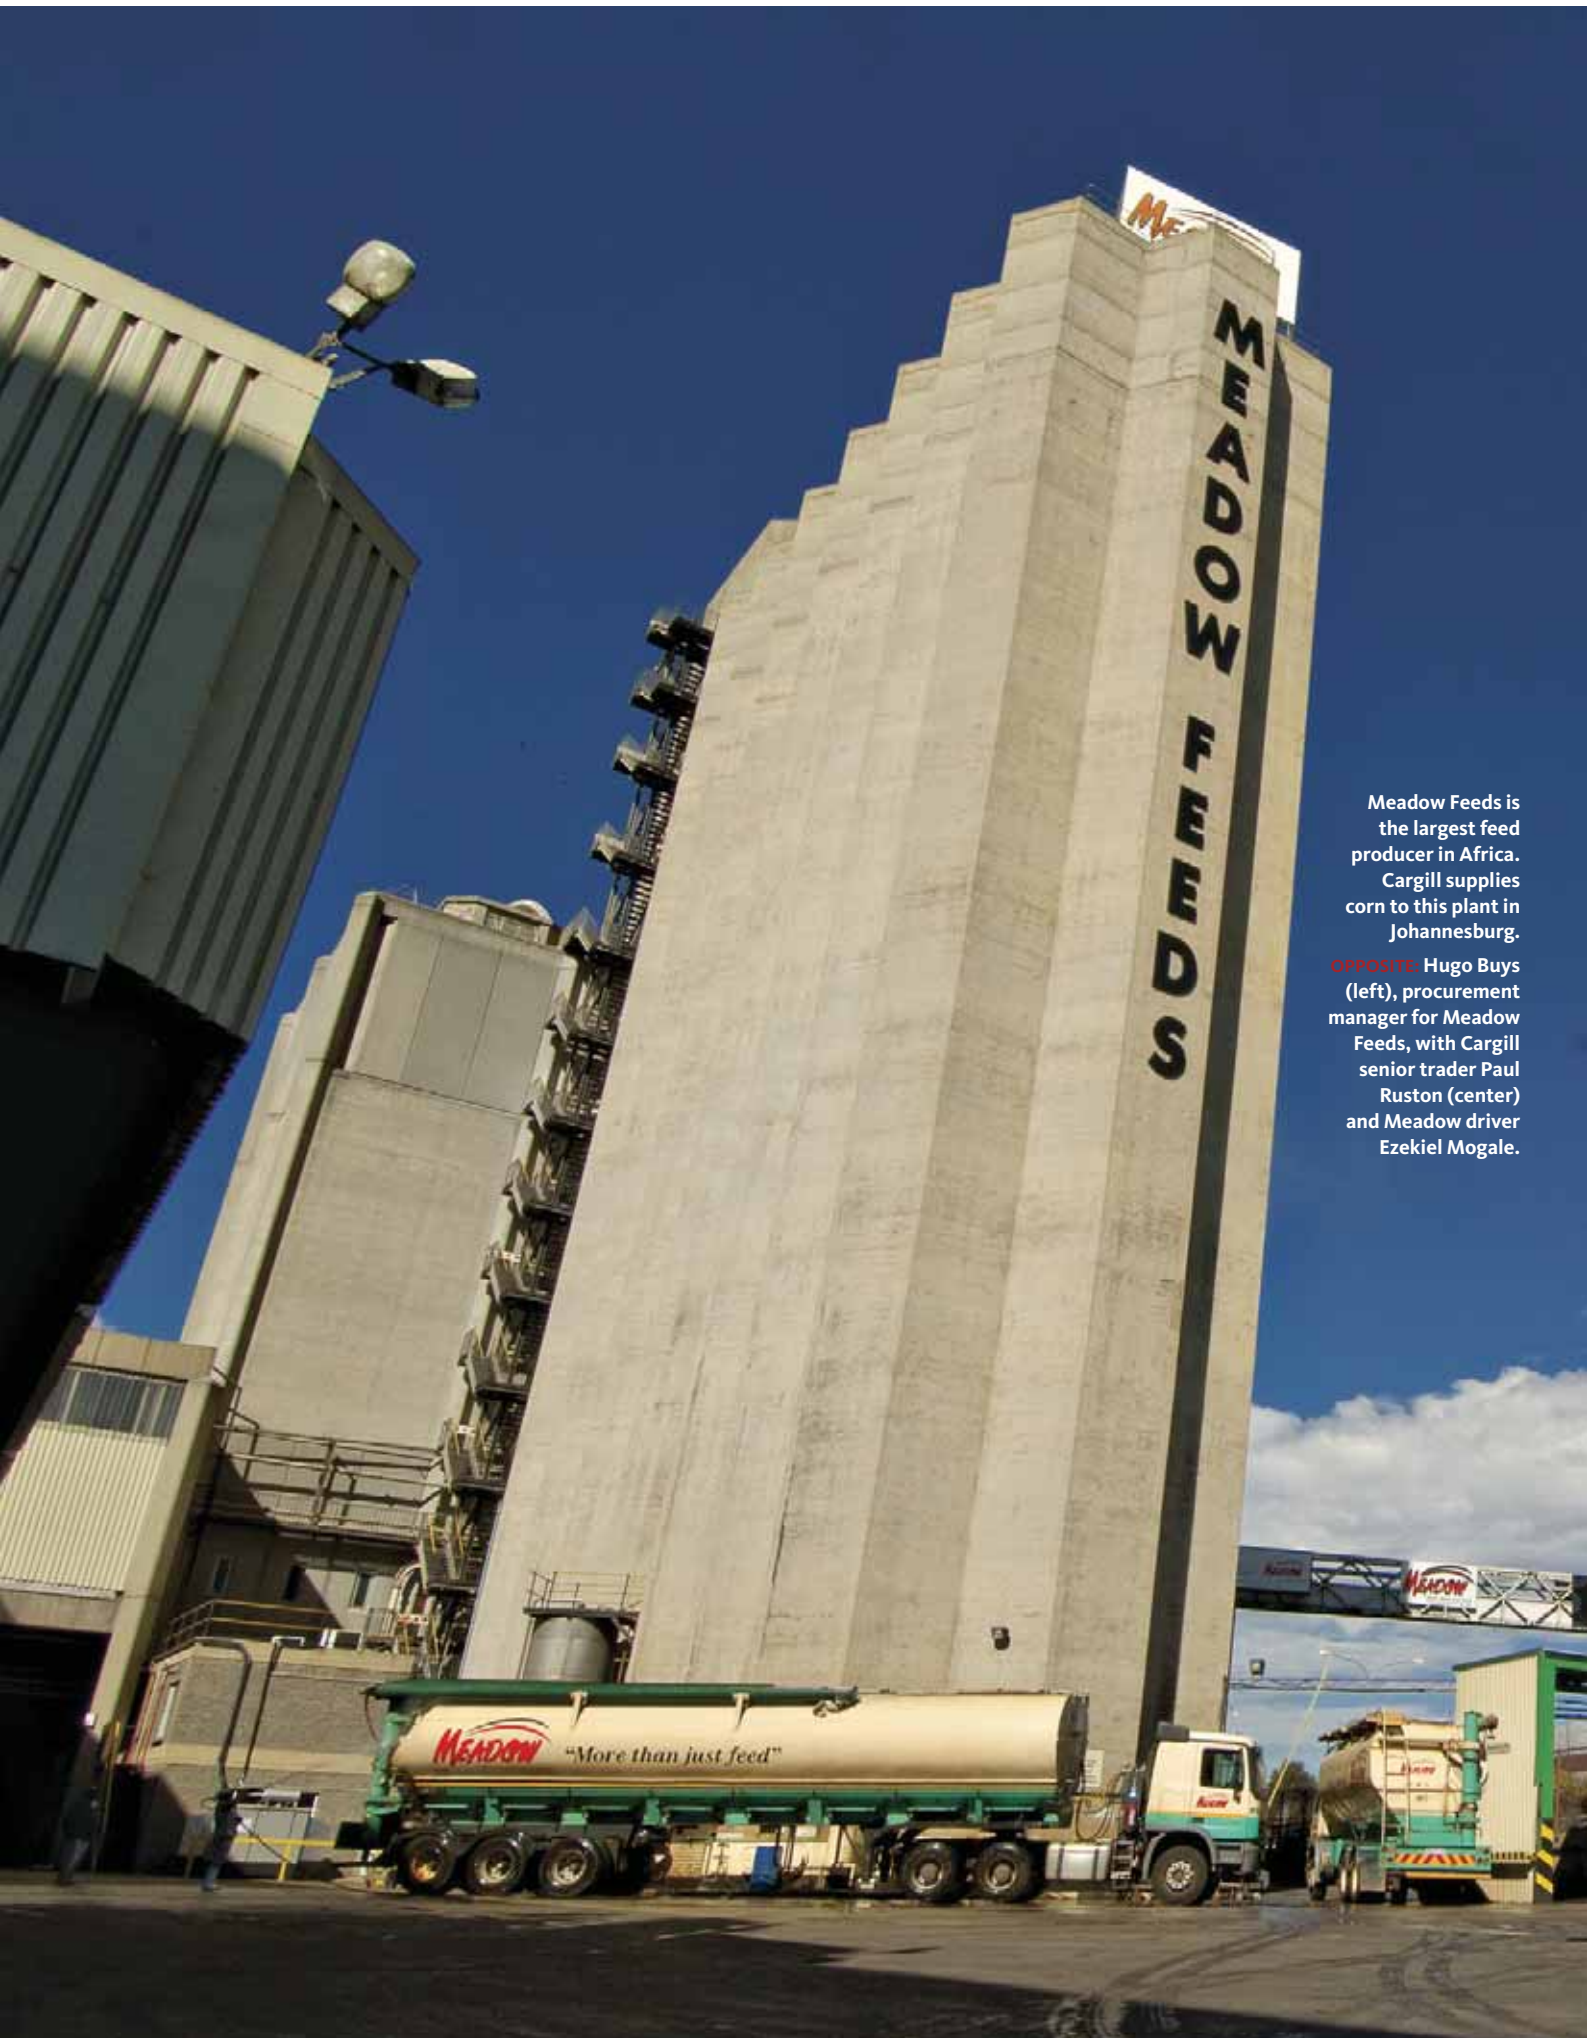 MEADOW FEEDS
Meadow Feeds is
the largest feed
producer in Africa.
Cargill supplies
corn to this plant in
Johannesburg.
OPPOSITE: Hugo Buys
(left), procurement
manager for Meadow
Feeds, with Cargill
senior trader Paul
Ruston (center)
and Meadow driver
Ezekiel Mogale.
MEADOW
MEADOW “More than just feed”